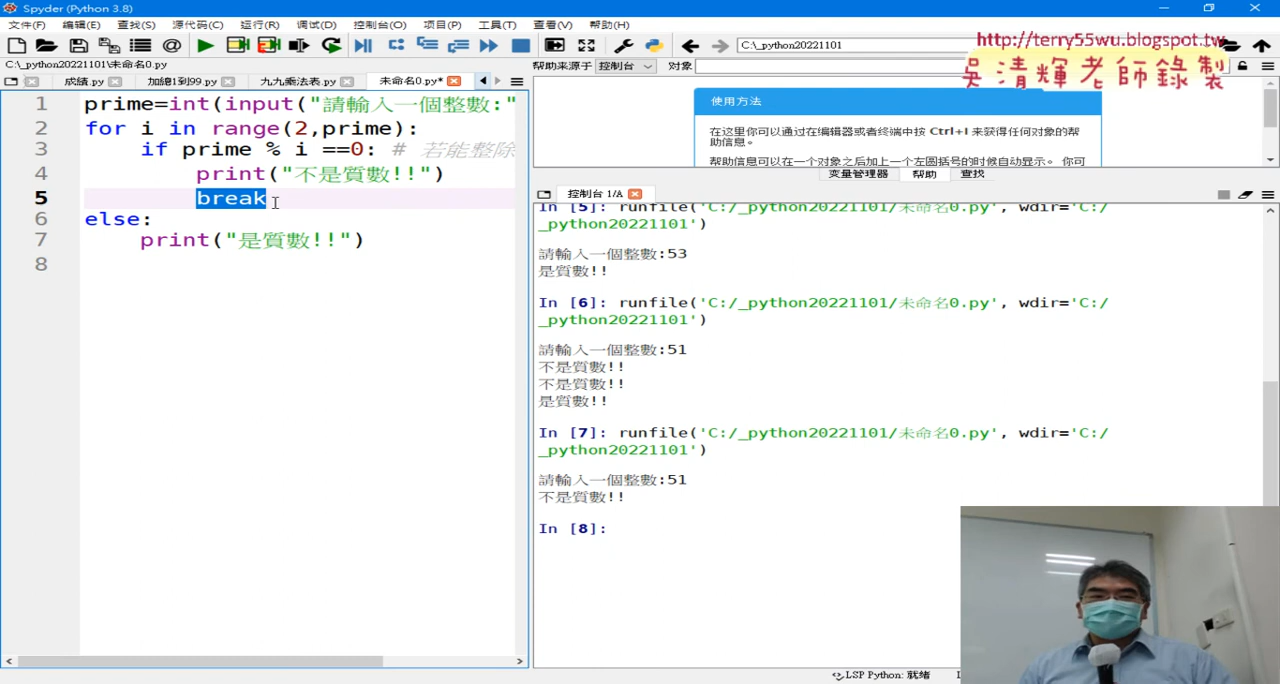 Spyder (Python 3.8)
文件(F) 编辑(E) 查找(S) 源代码(C) 运行(R) 调试(D) 控制台(O) 项目(P) 工具(T) 查看(V) 帮助(H)
C:\_python20221101
http://terry55wu.blogspot.tw
吳清輝老師錄製
C:\_python20221101\未命名0.py
帮助来源于 控制台 对象
成績.py 加總1到99.py 九九乘法表.py 未命名0.py*
使用方法
在这里你可以通过在编辑器或者终端中按 Ctrl+I 来获得任何对象的帮
助信息。
帮助信息可以在一个对象之后加上一个左圆括号的时候自动显示。 你可
变量管理器 帮助 查找
1 prime=int(input("請輸入一個整數:"
2 for i in range(2,prime):
3 if prime % i ==0: # 若能整除
4 print("不是質數!!")
5 break
6 else:
7 print("是質數!!")
8
控制台 1/A
In [5]: runfile('C:/_python20221101/未命名0.py', wdir='C:/
_python20221101')
請輸入一個整數:53
是質數!!
In [6]: runfile('C:/_python20221101/未命名0.py', wdir='C:/
_python20221101')
請輸入一個整數:51
不是質數!!
不是質數!!
是質數!!
In [7]: runfile('C:/_python20221101/未命名0.py', wdir='C:/
_python20221101')
請輸入一個整數:51
不是質數!!
In [8]:
LSP Python: 就绪